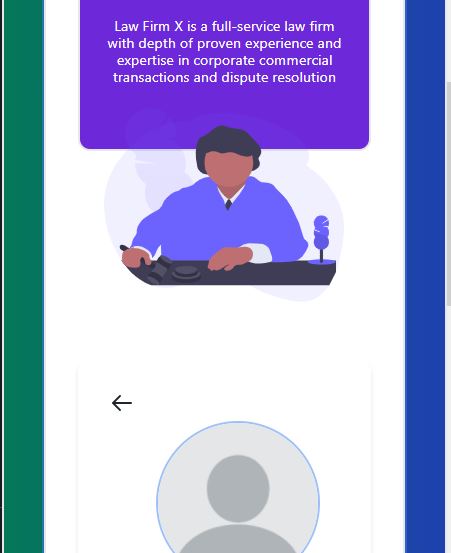 Law Firm X is a full-service law firm
with depth of proven experience and
expertise in corporate commercial
transactions and dispute resolution